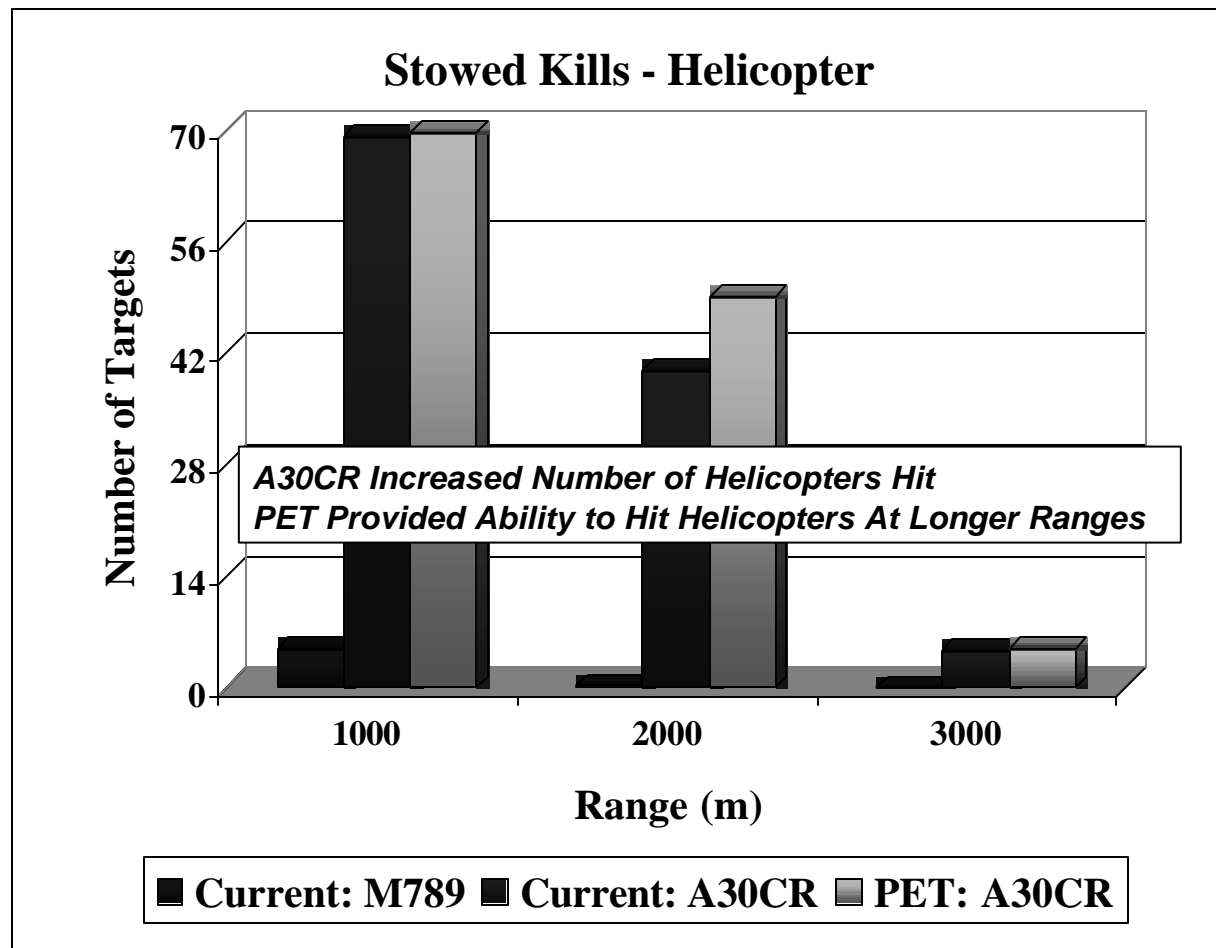 Stowed Kills - Helicopter
Number of Targets
70
56
42
28
14
0
A30CR Increased Number of Helicopters Hit
PET Provided Ability to Hit Helicopters At Longer Ranges
1000 2000 3000
Range (m)
Current: M789 Current: A30CR PET: A30CR